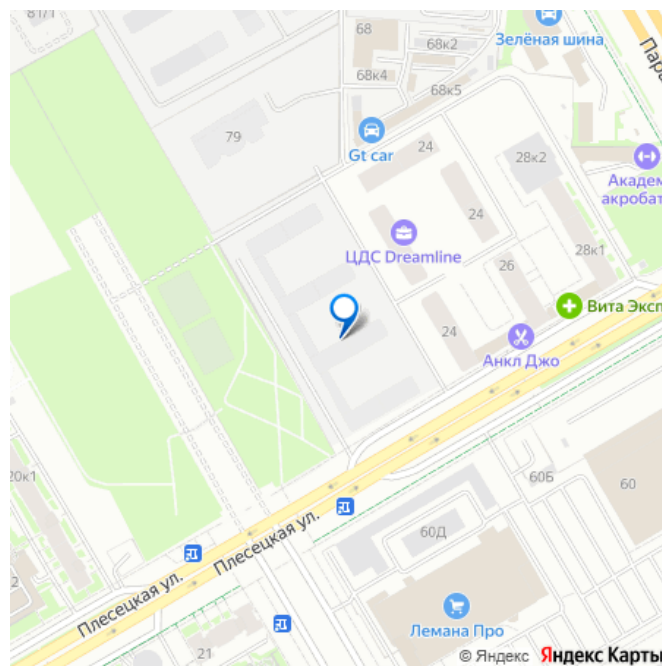 81/1
68
68к2
Зелёная шина
Пара
68к4
68к5
79
Gt car
24
28к2
Академ
акробат
24
ЦДС Dreamline
28к1
26
Вита Эксп
24
Анкл Джо
20к1
60Б
60
Плесецкая ул.
60Д
Плесецкая ул.
2
Лемана Про
21
© Яндекс Яндекс Карты